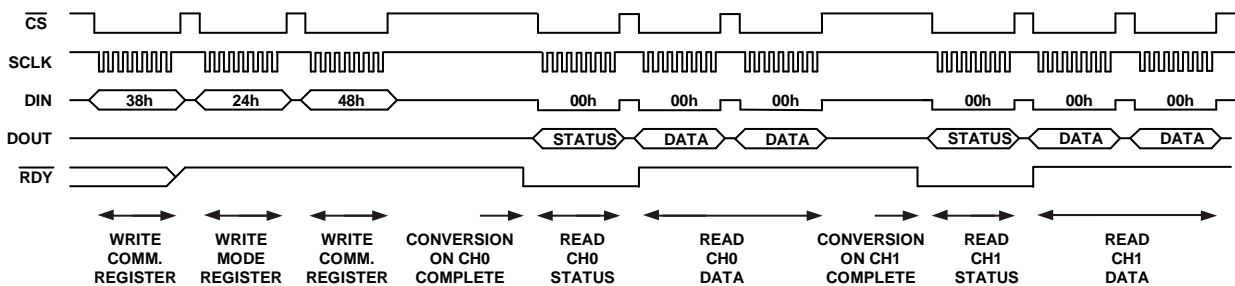 CS
SCLK
DIN 38h 24h 48h 00h 00h 00h 00h 00h 00h
DOUT STATUS DATA DATA STATUS DATA DATA
RDY
WRITE COMM. REGISTER
WRITE MODE REGISTER
WRITE COMM. REGISTER
CONVERSION ON CH0 COMPLETE
READ CH0 STATUS
READ CH0 DATA
CONVERSION ON CH1 COMPLETE
READ CH1 STATUS
READ CH1 DATA